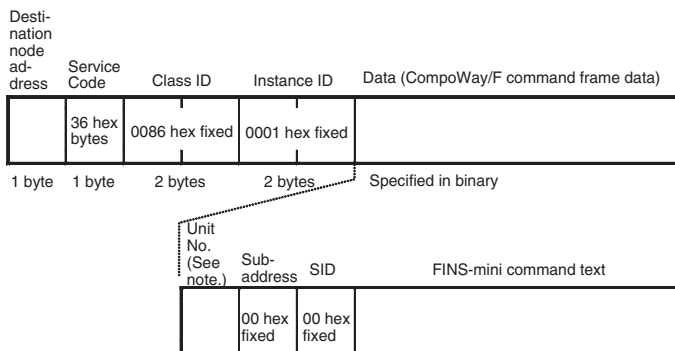 Desti-
nation
node
ad-
dress
Service
Code
Class ID
Instance ID
Data (CompoWay/F command frame data)
36 hex
bytes
0086 hex fixed
0001 hex fixed
1 byte
1 byte
2 bytes
2 bytes
Specified in binary
Unit
No.
(See
note.)
Sub-
address
SID
FINS-mini command text
00 hex
fixed
00 hex
fixed